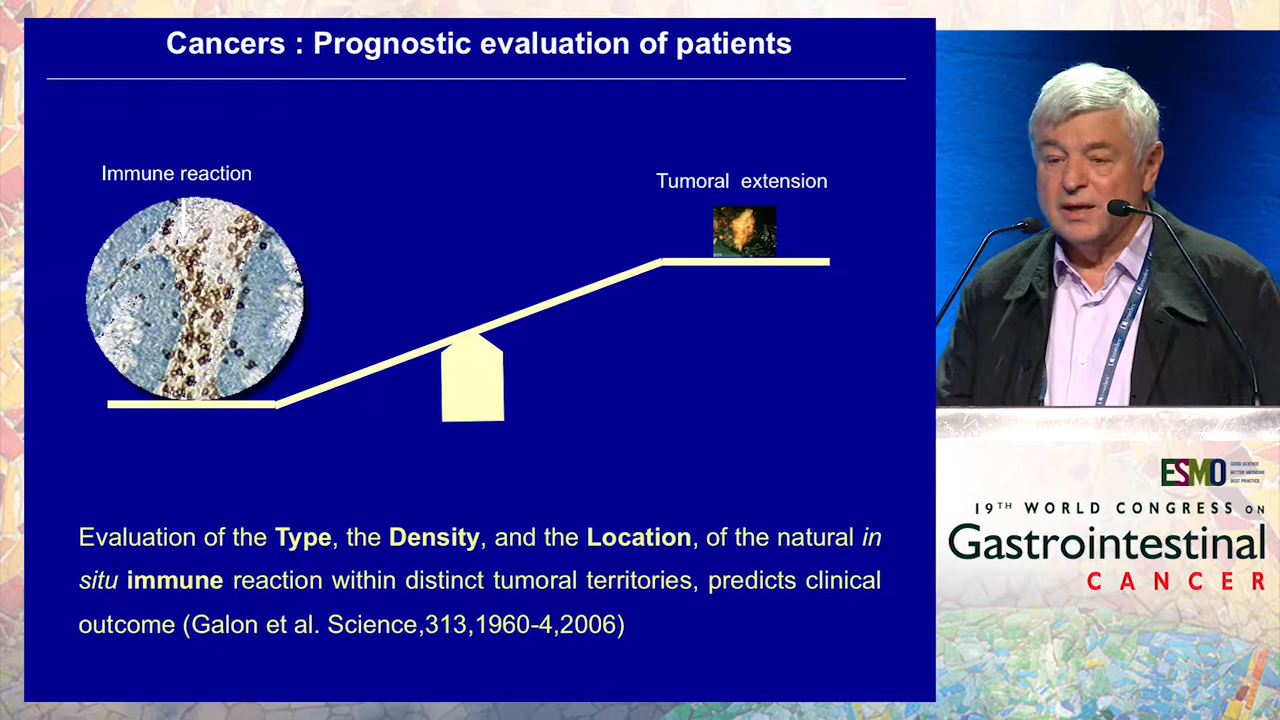 Cancers : Prognostic evaluation of patients
Immune reaction
Tumoral extension
Evaluation of the Type, the Density, and the Location, of the natural in
situ immune reaction within distinct tumoral territories, predicts clinical
outcome (Galon et al. Science,313,1960-4,2006)
ESMO
GOOD SCIENCE
BETTER MEDICINE
BEST PRACTICE
19TH WORLD CONGRESS ON
Gastrointestinal
CANCER